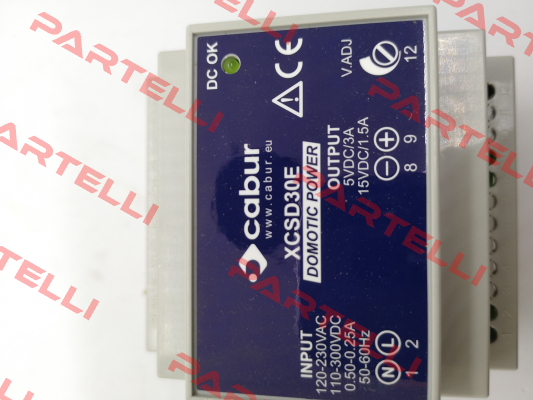 DC OK
V.ADJ
12
cabur
www.cabur.eu
XCSD30E
DOMOTIC POWER
OUTPUT
5VDC/3A
15VDC/1.5A
− +
8 9
INPUT
120-230VAC
110-300VDC
0.50-0.25A
50-60Hz
N L
1 2
CE
PARTELLI
PARTELLI
PARTELLI
PARTELLI
PARTELLI
PARTELLI